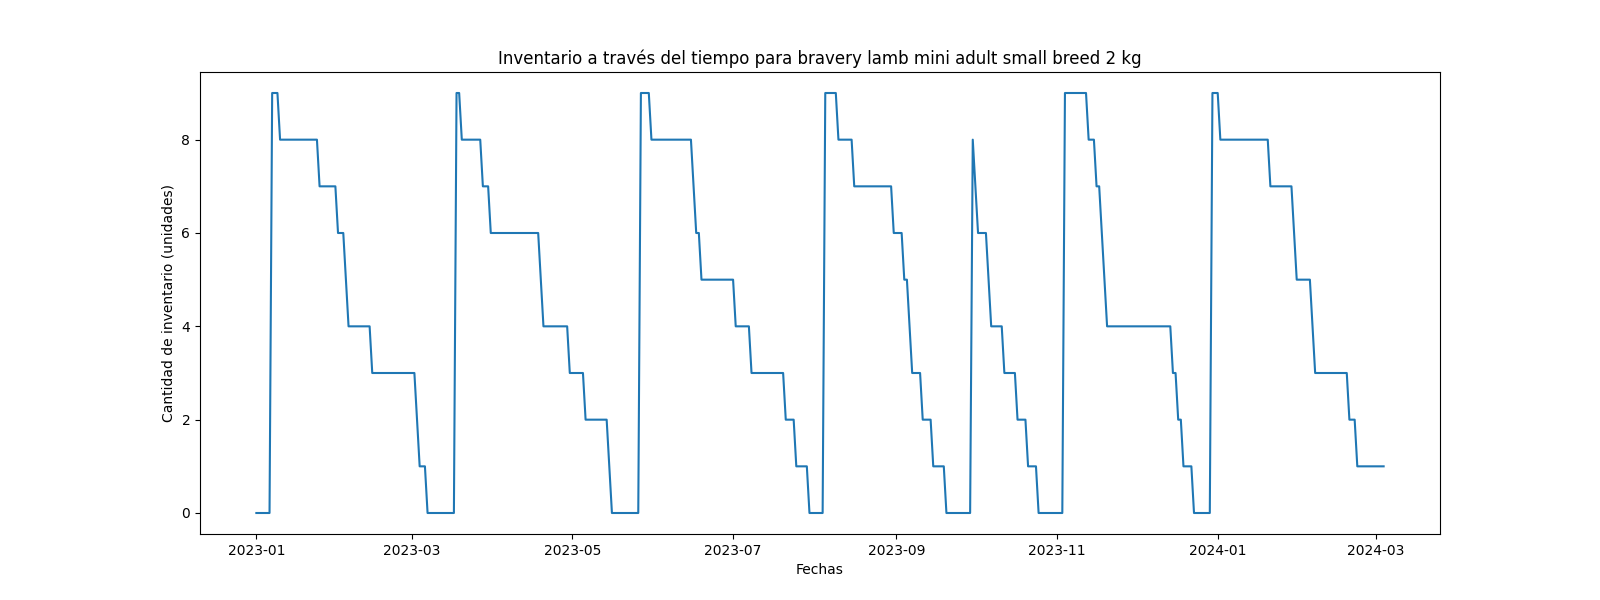 Inventario a través del tiempo para bravery lamb mini adult small breed 2 kg
Cantidad de inventario (unidades)
8
6
4
2
0
2023-01 2023-03 2023-05 2023-07 2023-09 2023-11 2024-01 2024-03
Fechas